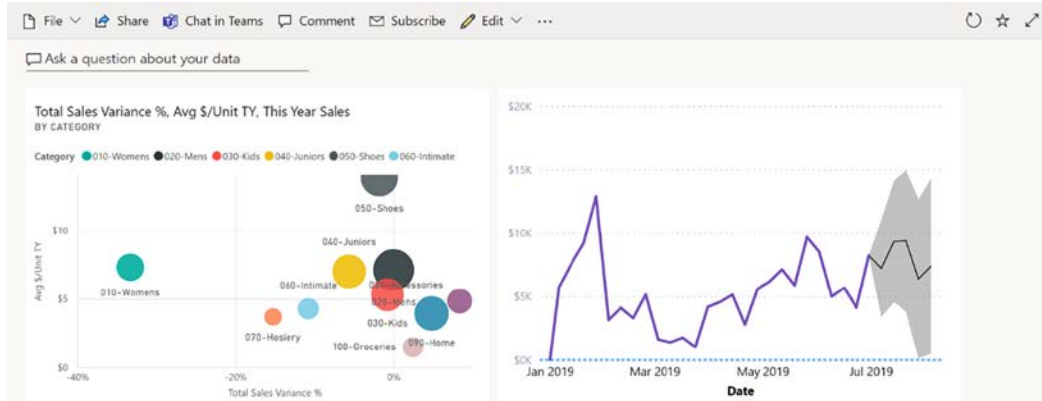 File Share Chat in Teams Comment Subscribe Edit ...
Ask a question about your data
Total Sales Variance %, Avg $/Unit TY, This Year Sales
BY CATEGORY
Category 010-Womens 020-Mens 030-Kids 040-Juniors 050-Shoes 060-Intimate
050-Shoes
$10
040-Juniors
010-Womens
060-Intimate
Avg $/Unit TY
$5
020-Mens
030-Kids
070-Hosiery
100-Groceries 090-Home
$0
-40% -20% 0%
Total Sales Variance %
$20K
$15K
$10K
$5K
$0K
Jan 2019 Mar 2019 May 2019 Jul 2019
Date